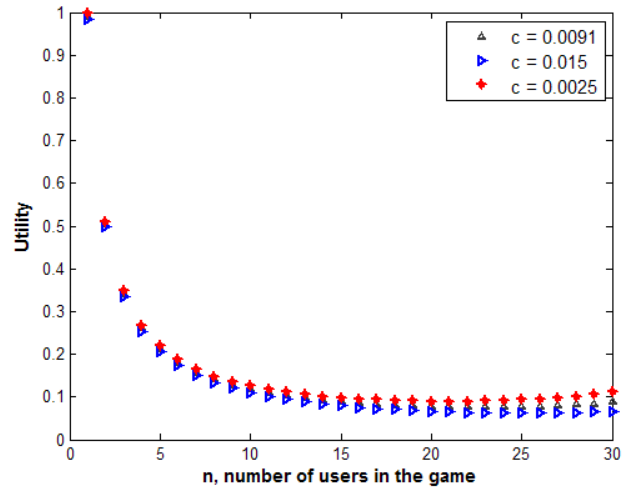 1
0.9
0.8
0.7
0.6
0.5
0.4
0.3
0.2
0.1
0
Utility
c = 0.0091
c = 0.015
c = 0.0025
0 5 10 15 20 25 30
n, number of users in the game